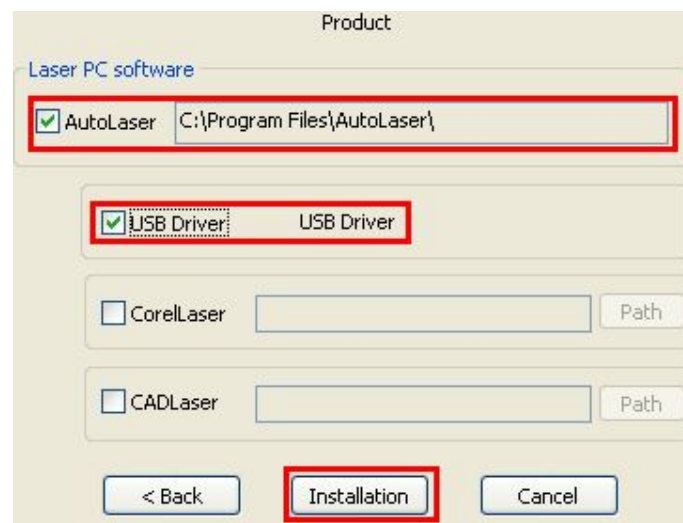 Product
Laser PC software
AutoLaser C:\Program Files\AutoLaser\
USB Driver USB Driver
CorelLaser Path
CADLaser Path
< Back Installation Cancel